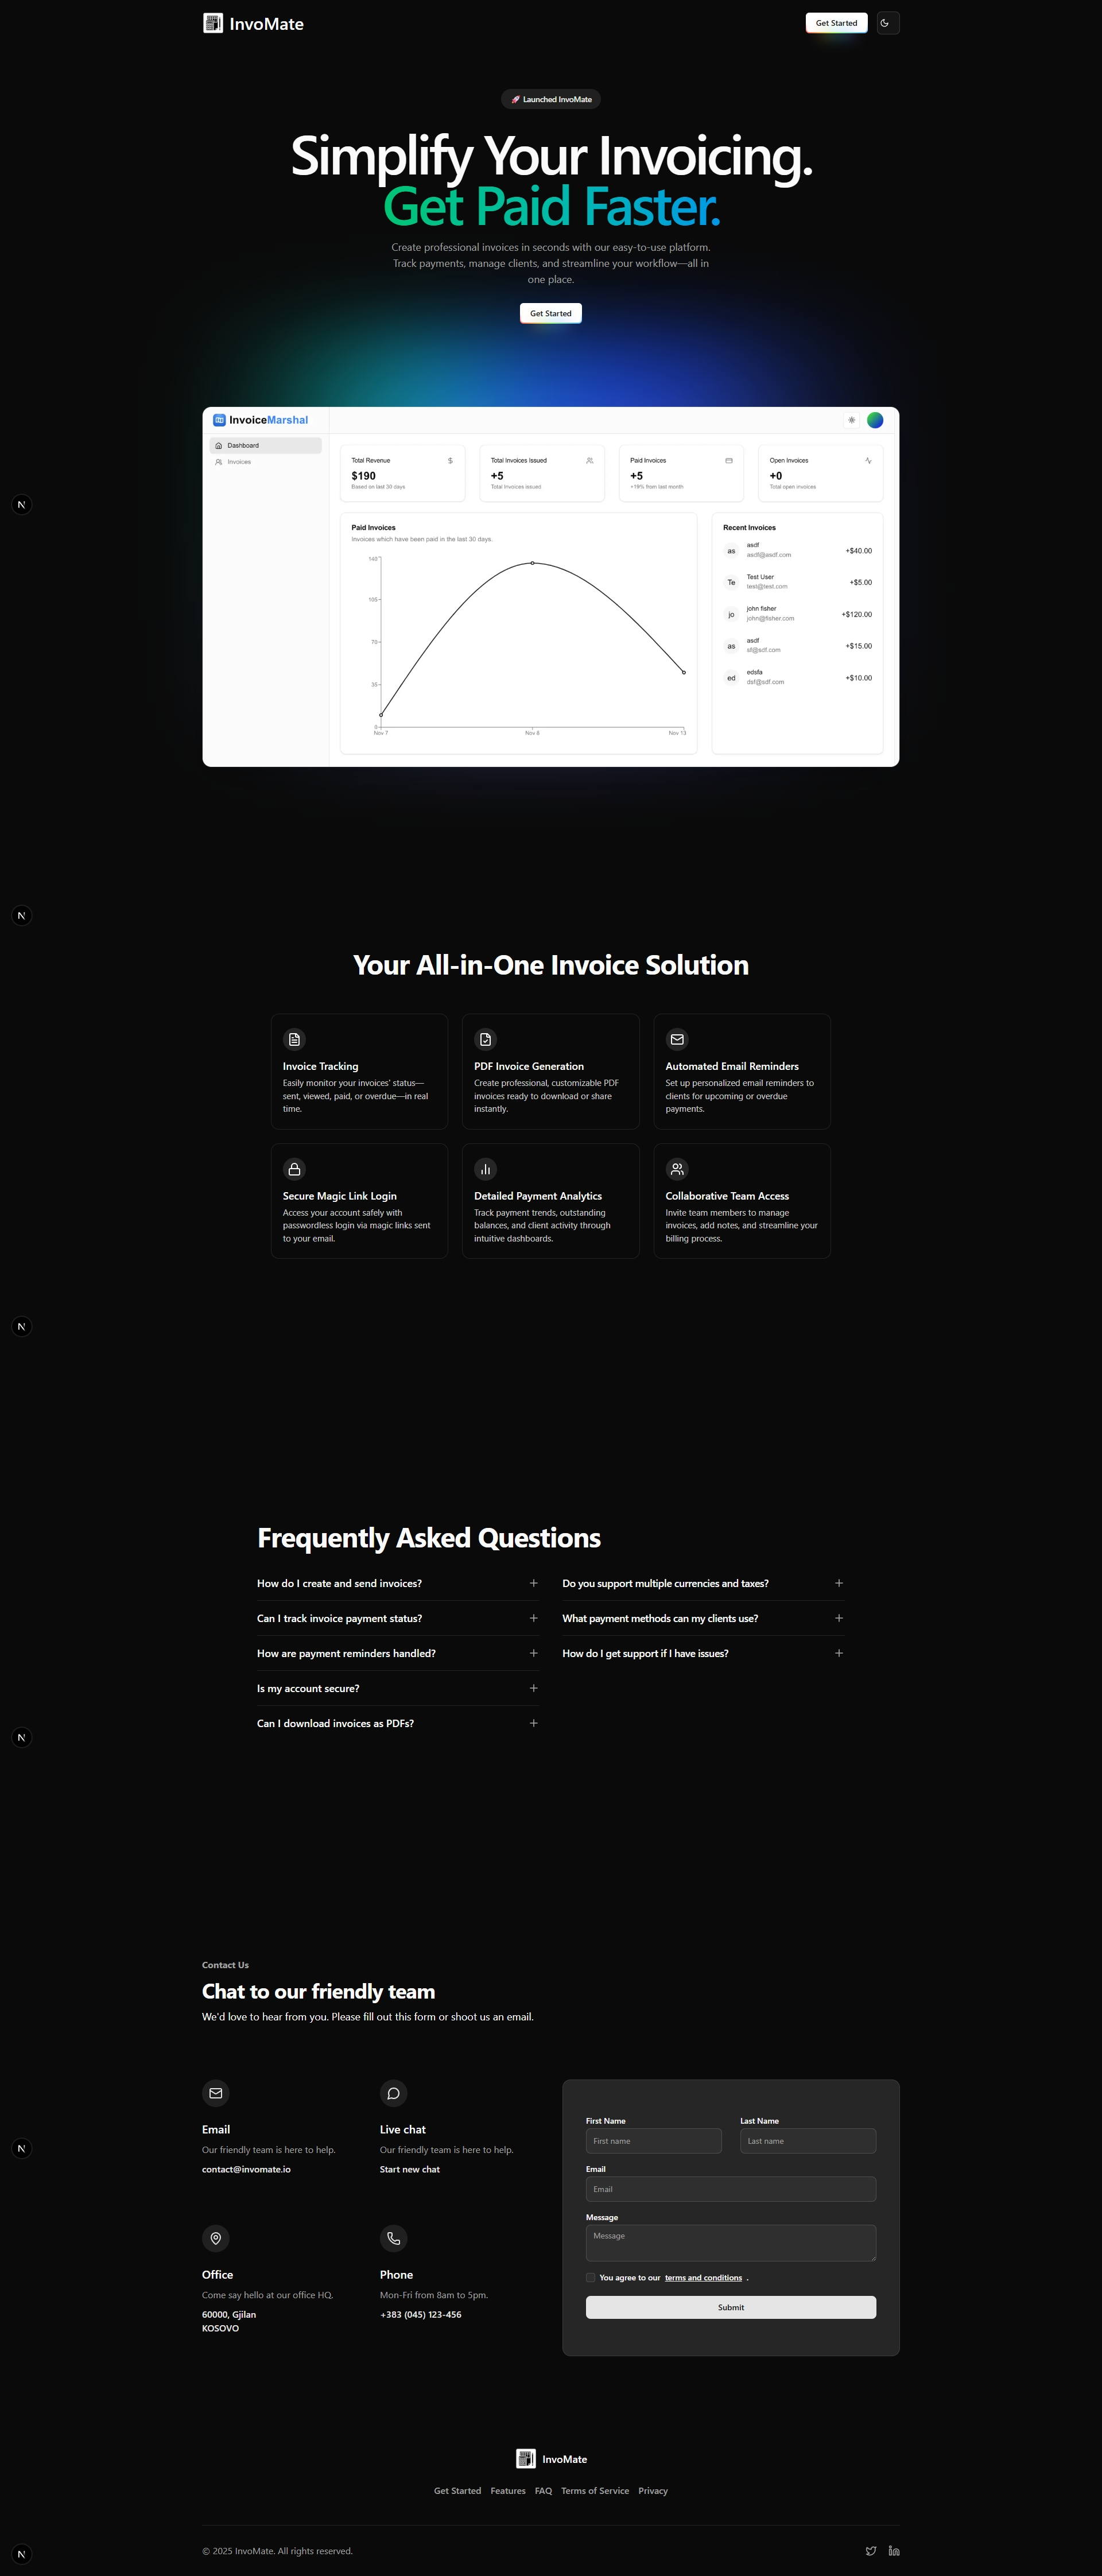 InvoMate
Get Started
🚀 Launched InvoMate
Simplify Your Invoicing.
Get Paid Faster.
Create professional invoices in seconds with our easy-to-use platform.
Track payments, manage clients, and streamline your workflow—all in
one place.
Get Started
InvoiceMarshal
Dashboard
Invoices
Total Revenue
$190
Based on last 30 days
Total Invoices Issued
+5
Total Invoices issued
Paid Invoices
+5
+19% from last month
Open Invoices
+0
Total open invoices
Paid Invoices
Invoices which have been paid in the last 30 days.
140
105
70
35
0
Nov 7
Nov 8
Nov 13
Recent Invoices
as
asdf
asdf@asdf.com
+$40.00
Te
Test User
test@test.com
+$5.00
jo
john fisher
john@fisher.com
+$120.00
as
asdf
sf@sdf.com
+$15.00
ed
edsfa
dsf@sdf.com
+$10.00
N
N
Your All-in-One Invoice Solution
Invoice Tracking
Easily monitor your invoices' status—
sent, viewed, paid, or overdue—in real
time.
PDF Invoice Generation
Create professional, customizable PDF
invoices ready to download or share
instantly.
Automated Email Reminders
Set up personalized email reminders to
clients for upcoming or overdue
payments.
Secure Magic Link Login
Access your account safely with
passwordless login via magic links sent
to your email.
Detailed Payment Analytics
Track payment trends, outstanding
balances, and client activity through
intuitive dashboards.
Collaborative Team Access
Invite team members to manage
invoices, add notes, and streamline your
billing process.
N
Frequently Asked Questions
How do I create and send invoices?
Can I track invoice payment status?
How are payment reminders handled?
Is my account secure?
Can I download invoices as PDFs?
Do you support multiple currencies and taxes?
What payment methods can my clients use?
How do I get support if I have issues?
N
Contact Us
Chat to our friendly team
We'd love to hear from you. Please fill out this form or shoot us an email.
Email
Our friendly team is here to help.
contact@invomate.io
Live chat
Our friendly team is here to help.
Start new chat
Office
Come say hello at our office HQ.
60000, Gjilan
KOSOVO
Phone
Mon-Fri from 8am to 5pm.
+383 (045) 123-456
First Name
First name
Last Name
Last name
Email
Email
Message
Message
You agree to our terms and conditions .
Submit
N
InvoMate
Get Started Features FAQ Terms of Service Privacy
© 2025 InvoMate. All rights reserved.
N